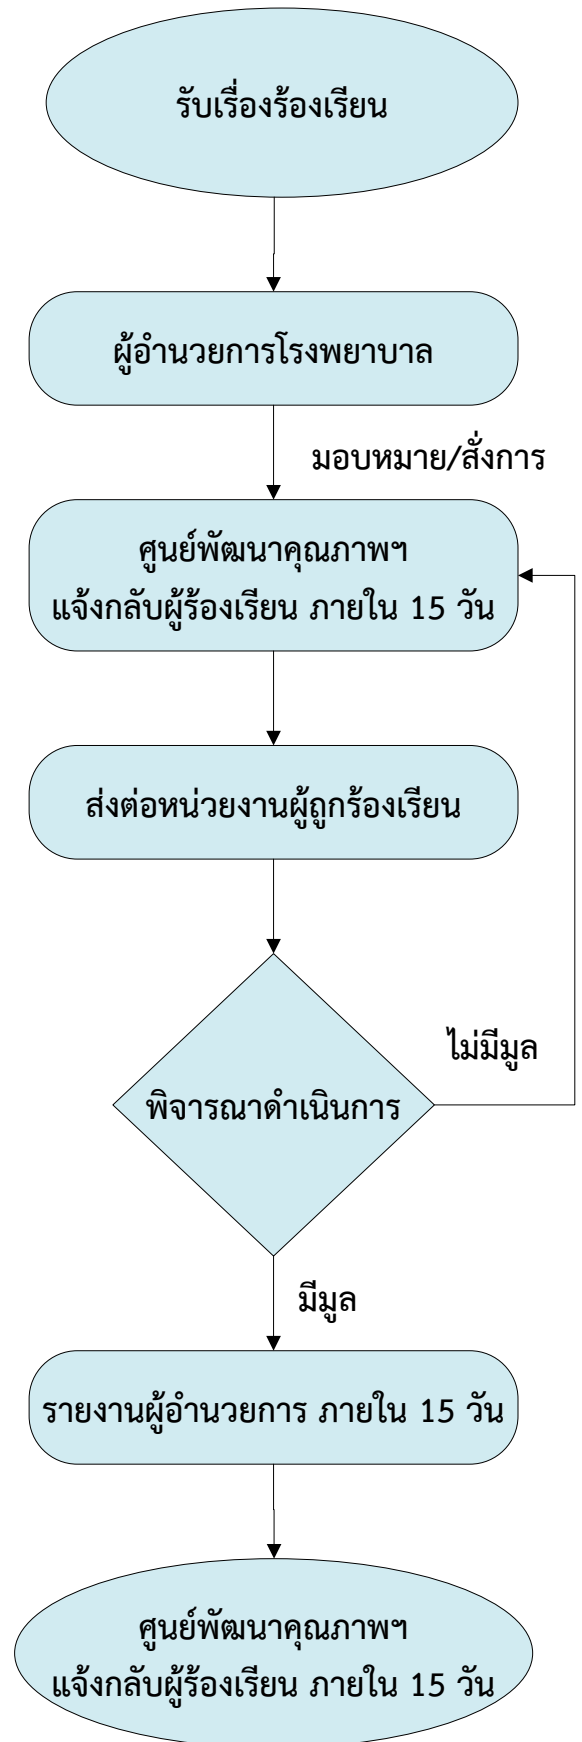 รับเรื่องร้องเรียน
ผู้อำนวยการโรงพยาบาล
มอบหมาย/สั่งการ
ศูนย์พัฒนาคุณภาพฯ
แจ้งกลับผู้ร้องเรียน ภายใน 15 วัน
ส่งต่อหน่วยงานผู้ถูกร้องเรียน
ไม่มีมูล
พิจารณาดำเนินการ
มีมูล
รายงานผู้อำนวยการ ภายใน 15 วัน
ศูนย์พัฒนาคุณภาพฯ
แจ้งกลับผู้ร้องเรียน ภายใน 15 วัน